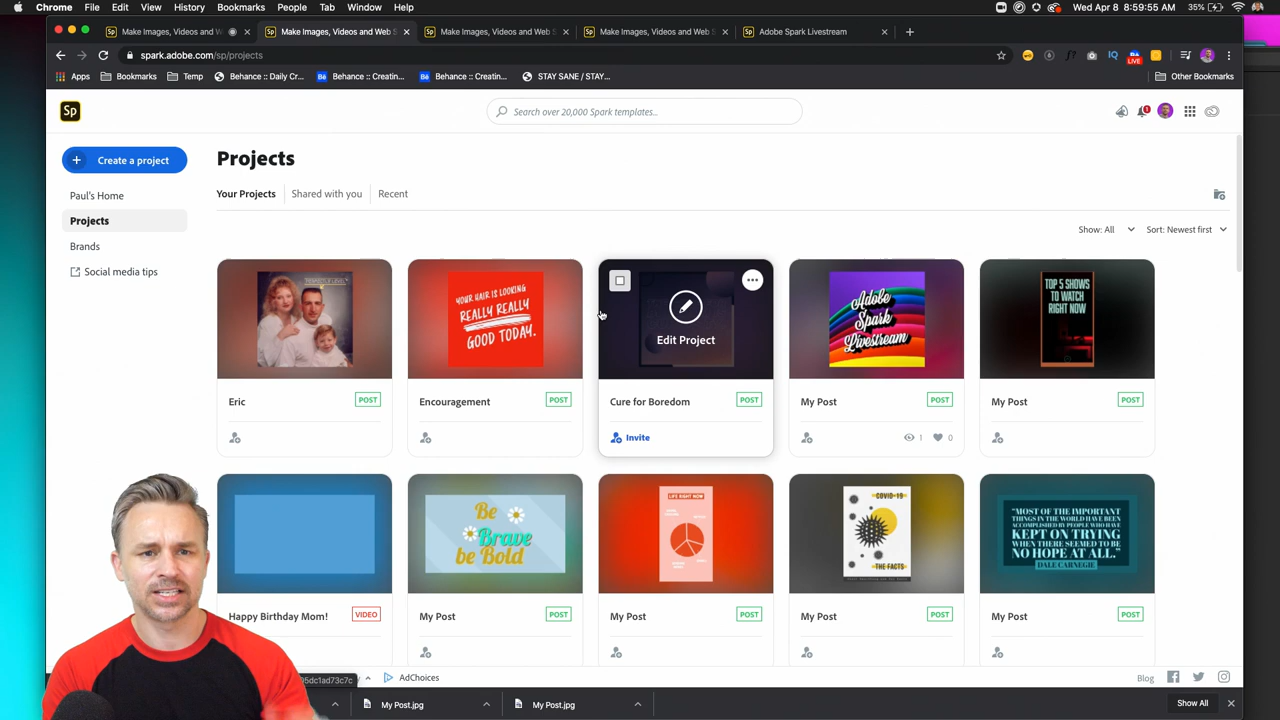 Chrome File Edit View History Bookmarks People Tab Window Help
Wed Apr 8 8:59:55 AM 35%
Make Images, Videos and W
Make Images, Videos and Web S
Make Images, Videos and Web S
Make Images, Videos and Web S
Adobe Spark Livestream
spark.adobe.com/sp/projects
LIVE
Apps Bookmarks Temp Behance :: Daily Cr... Behance :: Creatin... Behance :: Creatin... STAY SANE / STAY... Other Bookmarks
Sp
Search over 20,000 Spark templates...
Create a project
Paul's Home
Projects
Brands
Social media tips
Projects
Your Projects Shared with you Recent
Show: All Sort: Newest first
YOUR HAIR IS LOOKING
REALLY REALLY
GOOD TODAY.
Edit Project
Adobe
Spark
Livestream
TOP 5 SHOWS
TO WATCH
RIGHT NOW
Eric POST
Encouragement POST
Cure for Boredom POST
My Post POST
My Post POST
Invite
1 0
Be
Brave
be Bold
LIFE RIGHT NOW
COVID-19
THE FACTS
"MOST OF THE IMPORTANT
THINGS IN THE WORLD HAVE BEEN
ACCOMPLISHED BY PEOPLE WHO HAVE
KEPT ON TRYING
WHEN THERE SEEMED TO BE
NO HOPE AT ALL."
DALE CARNEGIE
Happy Birthday Mom! VIDEO
My Post POST
My Post POST
My Post POST
My Post POST
95dc1ad73c7c
AdChoices
Blog
My Post.jpg
My Post.jpg
Show All